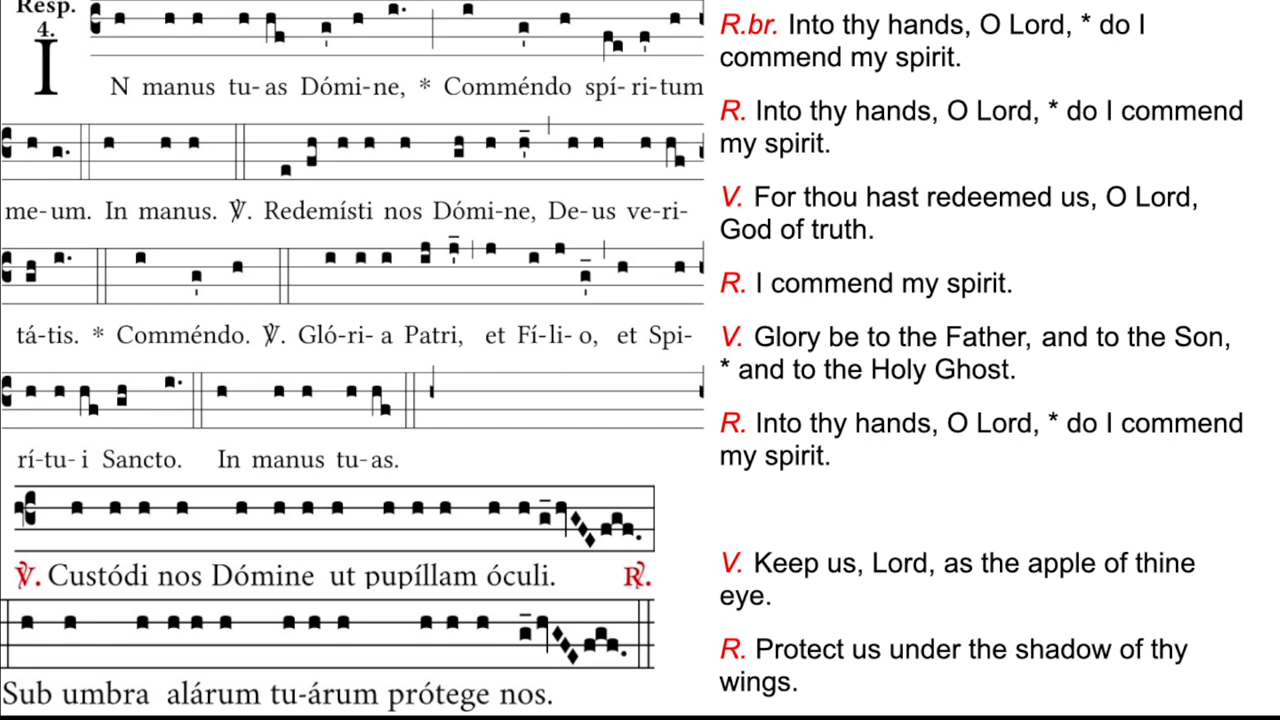 Resp.
4.
IN manus tu-as Dómi-ne, * Comméndo spí-ri-tum
me-um. In manus. ℣. Redemísti nos Dómi-ne, De-us ve-ri-
tá-tis. * Comméndo. ℣. Gló-ri-a Patri, et Fí-li-o, et Spi-
rí-tu-i Sancto. In manus tu-as.
℣. Custódi nos Dómine ut pupíllam óculi. ℟.
Sub umbra alárum tu-árum prótege nos.
R.br. Into thy hands, O Lord, * do I
commend my spirit.
R. Into thy hands, O Lord, * do I commend
my spirit.
V. For thou hast redeemed us, O Lord,
God of truth.
R. I commend my spirit.
V. Glory be to the Father, and to the Son,
* and to the Holy Ghost.
R. Into thy hands, O Lord, * do I commend
my spirit.
V. Keep us, Lord, as the apple of thine
eye.
R. Protect us under the shadow of thy
wings.